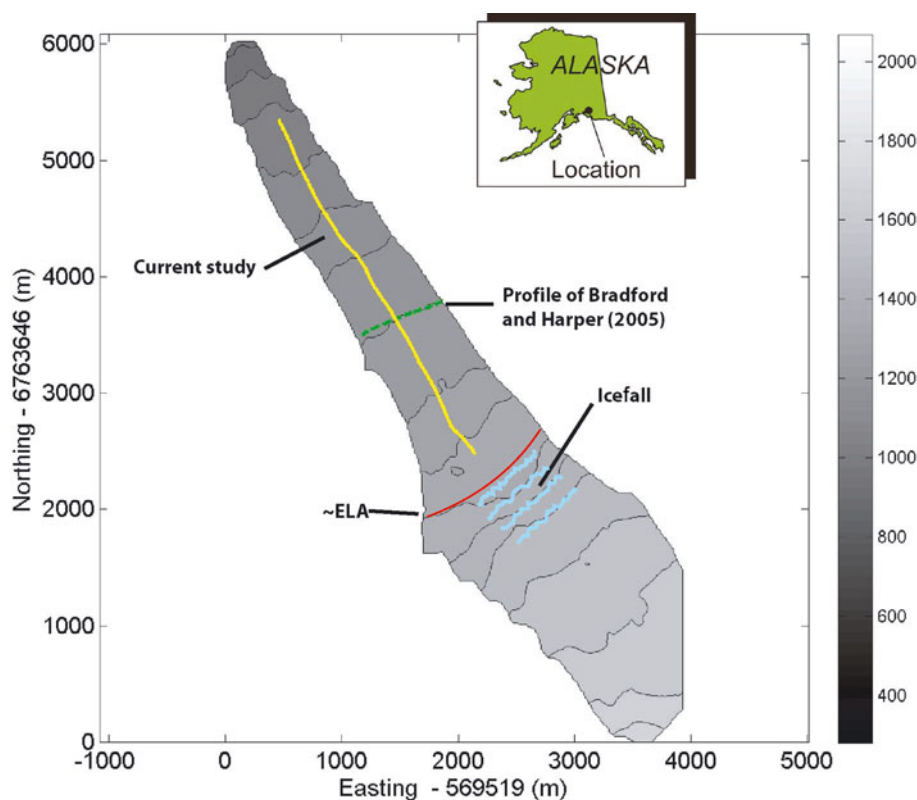 6000
5000
4000
3000
2000
1000
0
Northing - 6763646 (m)
-1000
0
1000
2000
3000
4000
5000
Easting - 569519 (m)
ALASKA
Location
Current study
Profile of Bradford
and Harper (2005)
Icefall
~ELA
2000
1800
1600
1400
1200
1000
800
600
400